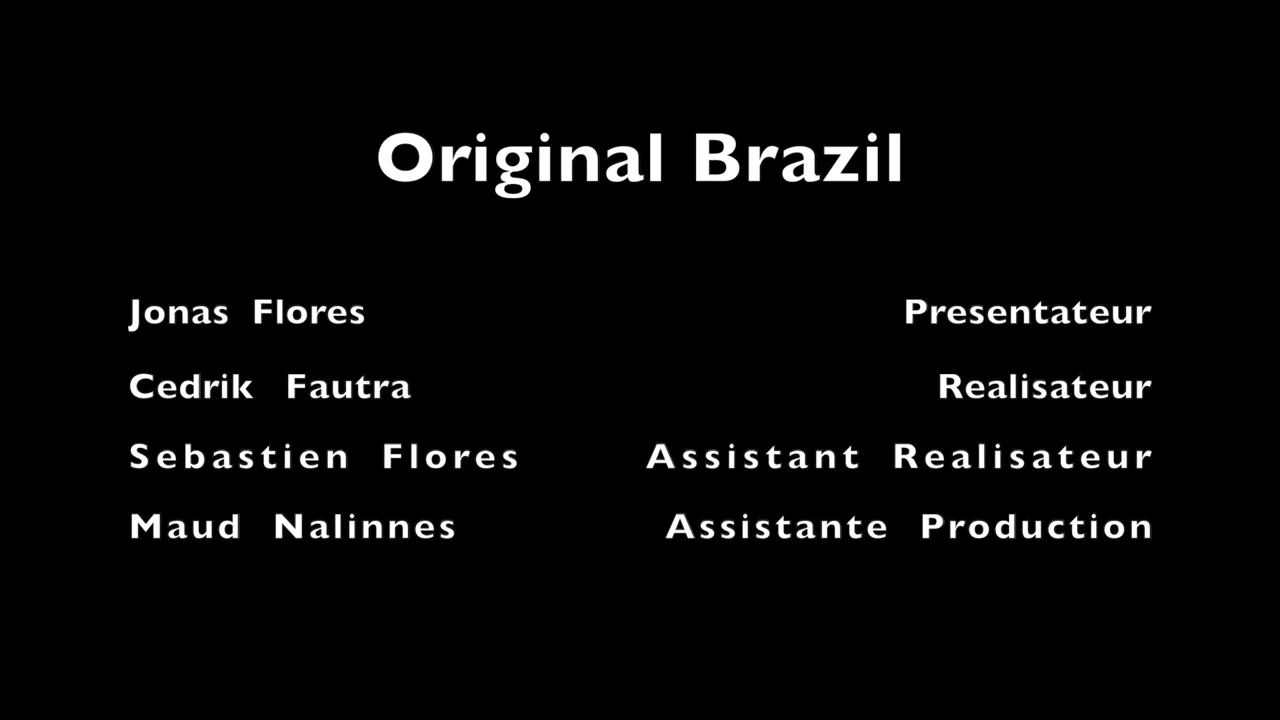 Original Brazil
Jonas Flores Presentateur
Cedrik Fautra Realisateur
Sebastien Flores Assistant Realisateur
Maud Nalinnes Assistante Production